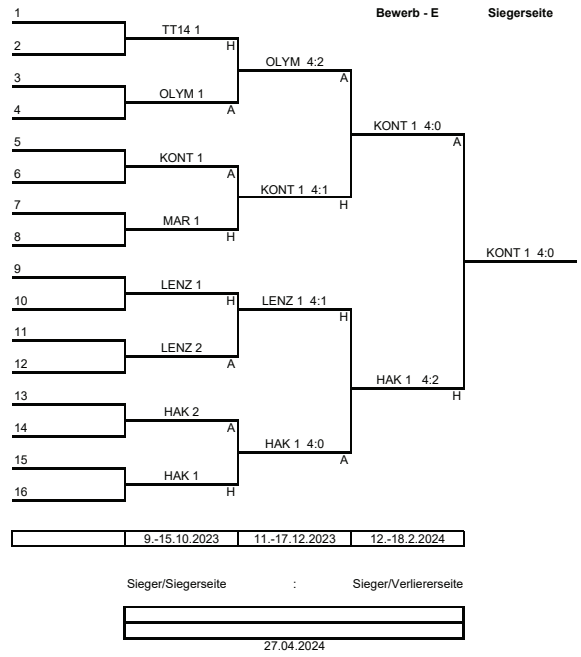 1 Bewerb - E Siegerseite
TT14 1
2 H
OLYM 4:2
3 A
OLYM 1
4 A
KONT 1 4:0
5 A
KONT 1
6 A
KONT 1 4:1
7 H
MAR 1
8 H
KONT 1 4:0
9
LENZ 1
10 H LENZ 1 4:1
11 H
LENZ 2
12 A
HAK 1 4:2
13 H
HAK 2
14 A
HAK 1 4:0
15 A
HAK 1
16 H
9.-15.10.2023 11.-17.12.2023 12.-18.2.2024
Sieger/Siegerseite : Sieger/Verliererseite
27.04.2024